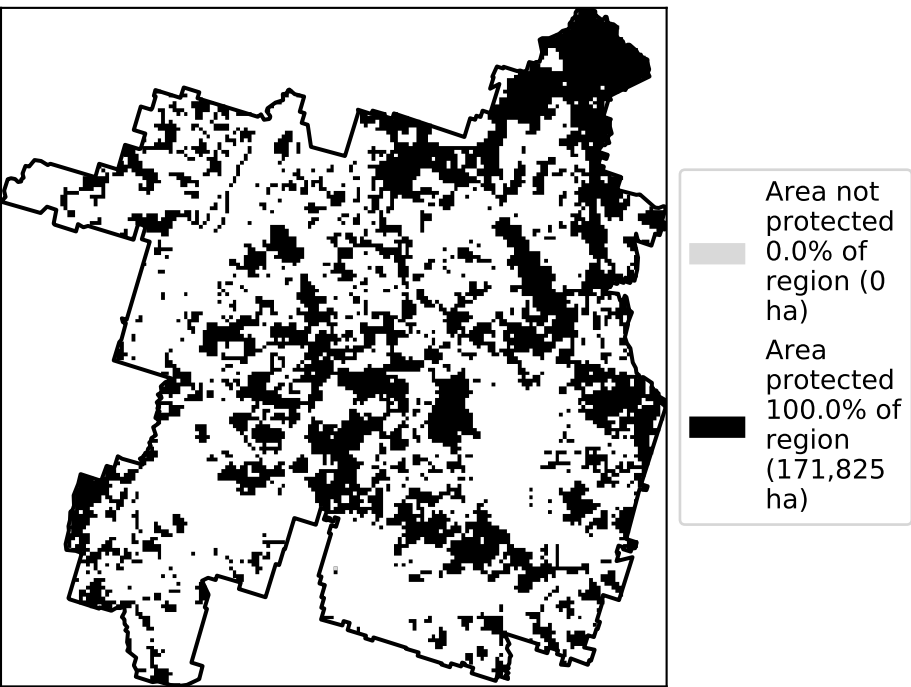 Area not
protected
0.0% of
region (0
ha)
Area
protected
100.0% of
region
(171,825
ha)